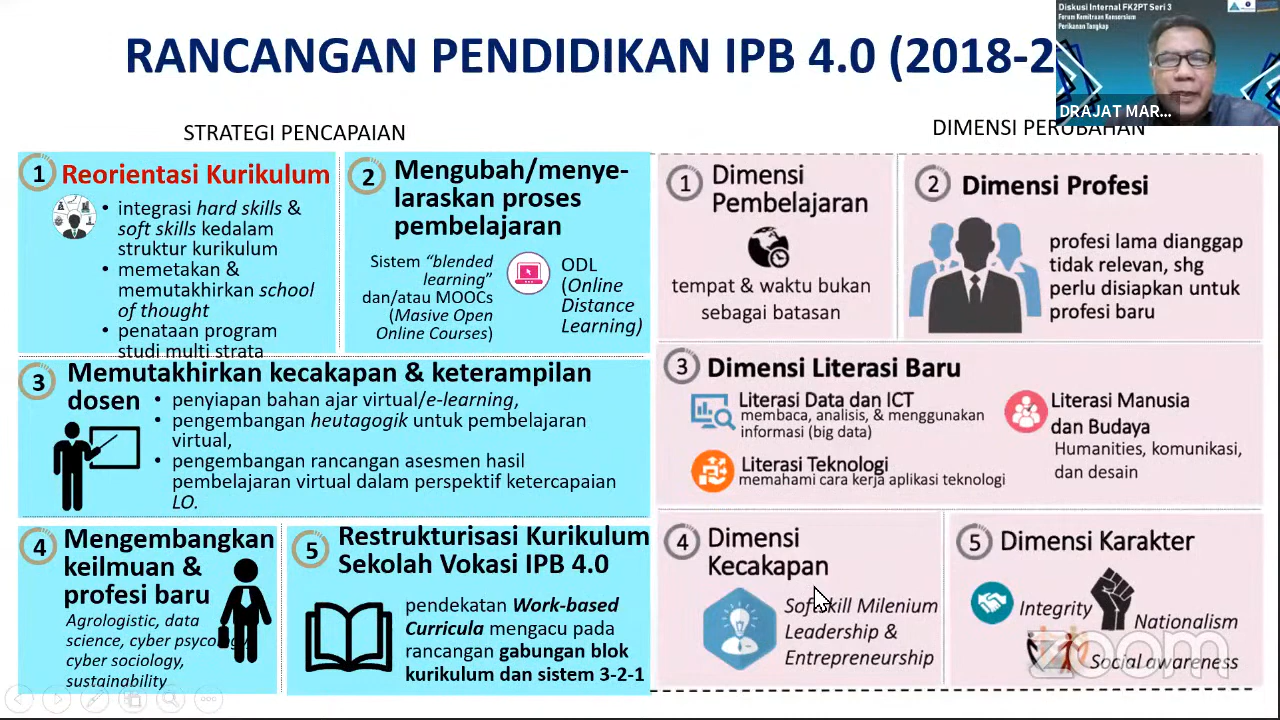 RANCANGAN PENDIDIKAN IPB 4.0 (2018-2
Diskusi Internal FK2PT Seri 3
Forum Kemitraan Konsorsium
Perikanan Tangkap
DRAJAT MAR...
STRATEGI PENCAPAIAN
1 Reorientasi Kurikulum
• integrasi hard skills &
soft skills kedalam
struktur kurikulum
• memetakan &
memutakhirkan school
of thought
• penataan program
studi multi strata
2 Mengubah/menye-
laraskan proses
pembelajaran
Sistem “blended
learning”
dan/atau MOOCs
(Masive Open
Online Courses)
ODL
(Online
Distance
Learning)
3 Memutakhirkan kecakapan & keterampilan
dosen
• penyiapan bahan ajar virtual/e-learning,
• pengembangan heutagogik untuk pembelajaran
virtual,
• pengembangan rancangan asesmen hasil
pembelajaran virtual dalam perspektif ketercapaian
LO.
4 Mengembangkan
keilmuan &
profesi baru
Agrologistic, data
science, cyber psycology,
cyber sociology,
sustainability
5 Restrukturisasi Kurikulum
Sekolah Vokasi IPB 4.0
pendekatan Work-based
Curricula mengacu pada
rancangan gabungan blok
kurikulum dan sistem 3-2-1
DIMENSI PERUBAHAN
1 Dimensi
Pembelajaran
tempat & waktu bukan
sebagai batasan
2 Dimensi Profesi
profesi lama dianggap
tidak relevan, shg
perlu disiapkan untuk
profesi baru
3 Dimensi Literasi Baru
Literasi Data dan ICT
membaca, analisis, & menggunakan
informasi (big data)
Literasi Teknologi
memahami cara kerja aplikasi teknologi
Literasi Manusia
dan Budaya
Humanities, komunikasi,
dan desain
4 Dimensi
Kecakapan
Softskill Milenium
Leadership &
Entrepreneurship
5 Dimensi Karakter
Integrity
Nationalism
Social awareness
zoom